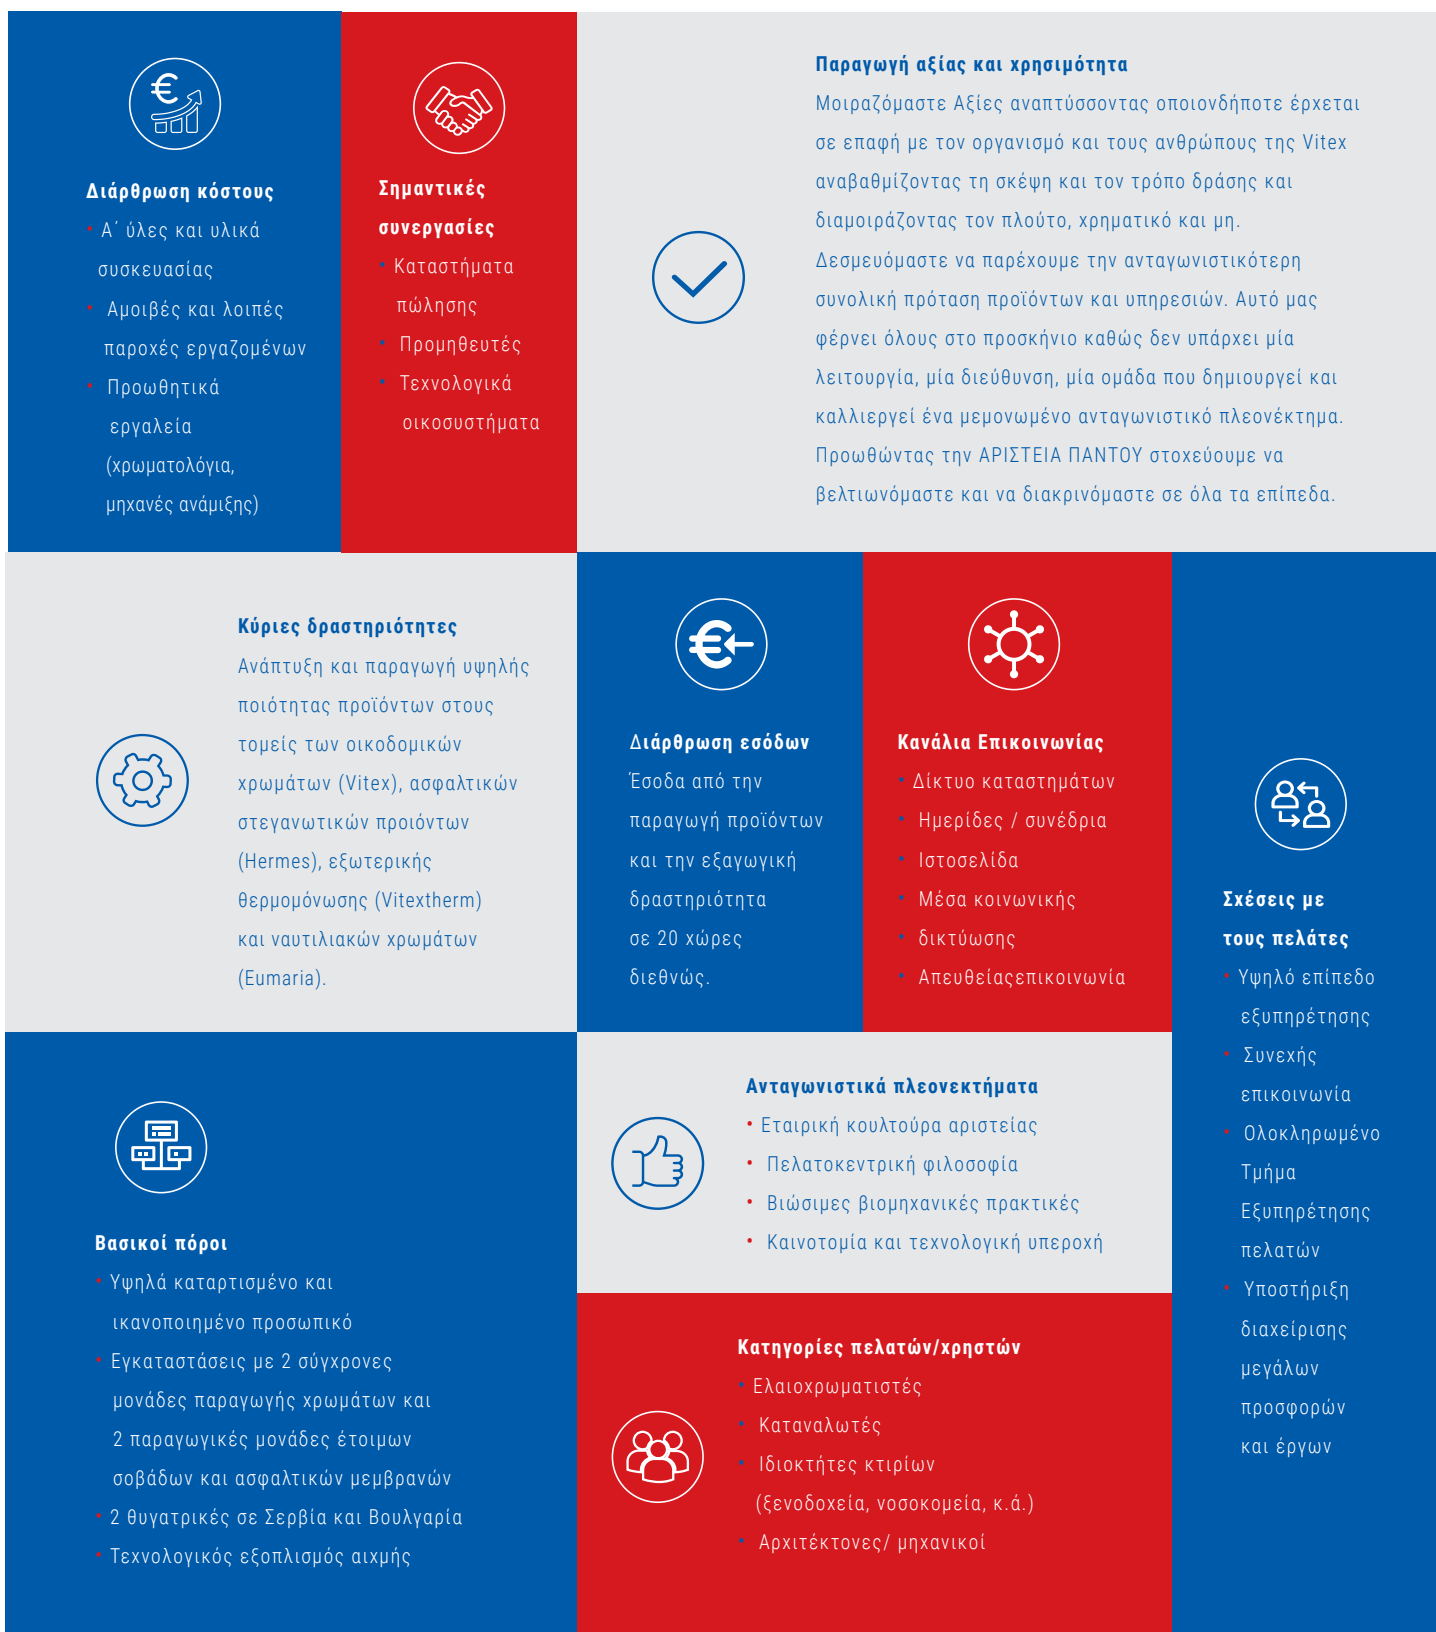 Διάρθρωση κόστους
• Α΄ ύλες και υλικά
συσκευασίας
• Αμοιβές και λοιπές
παροχές εργαζομένων
• Προωθητικά
εργαλεία
(χρωματολόγια,
μηχανές ανάμιξης)
Σημαντικές
συνεργασίες
• Καταστήματα
πώλησης
• Προμηθευτές
• Τεχνολογικά
οικοσυστήματα
Παραγωγή αξίας και χρησιμότητα
Μοιραζόμαστε Αξίες αναπτύσσοντας οποιονδήποτε έρχεται
σε επαφή με τον οργανισμό και τους ανθρώπους της Vitex
αναβαθμίζοντας τη σκέψη και τον τρόπο δράσης και
διαμοιράζοντας τον πλούτο, χρηματικό και μη.
Δεσμευόμαστε να παρέχουμε την ανταγωνιστικότερη
συνολική πρόταση προϊόντων και υπηρεσιών. Αυτό μας
φέρνει όλους στο προσκήνιο καθώς δεν υπάρχει μία
λειτουργία, μία διεύθυνση, μία ομάδα που δημιουργεί και
καλλιεργεί ένα μεμονωμένο ανταγωνιστικό πλεονέκτημα.
Προωθώντας την ΑΡΙΣΤΕΙΑ ΠΑΝΤΟΥ στοχεύουμε να
βελτιωνόμαστε και να διακρινόμαστε σε όλα τα επίπεδα.
Κύριες δραστηριότητες
Ανάπτυξη και παραγωγή υψηλής
ποιότητας προϊόντων στους
τομείς των οικοδομικών
χρωμάτων (Vitex), ασφαλτικών
στεγανωτικών προιόντων
(Hermes), εξωτερικής
θερμομόνωσης (Vitextherm)
και ναυτιλιακών χρωμάτων
(Eumaria).
Διάρθρωση εσόδων
Έσοδα από την
παραγωγή προϊόντων
και την εξαγωγική
δραστηριότητα
σε 20 χώρες
διεθνώς.
Κανάλια Επικοινωνίας
• Δίκτυο καταστημάτων
• Ημερίδες / συνέδρια
• Ιστοσελίδα
• Μέσα κοινωνικής
• δικτύωσης
• Απευθείαςεπικοινωνία
Σχέσεις με
τους πελάτες
• Υψηλό επίπεδο
εξυπηρέτησης
• Συνεχής
επικοινωνία
• Ολοκληρωμένο
Τμήμα
Εξυπηρέτησης
πελατών
• Υποστήριξη
διαχείρισης
μεγάλων
προσφορών
και έργων
Βασικοί πόροι
• Υψηλά καταρτισμένο και
ικανοποιημένο προσωπικό
• Εγκαταστάσεις με 2 σύγχρονες
μονάδες παραγωγής χρωμάτων και
2 παραγωγικές μονάδες έτοιμων
σοβάδων και ασφαλτικών μεμβρανών
• 2 θυγατρικές σε Σερβία και Βουλγαρία
• Τεχνολογικός εξοπλισμός αιχμής
Ανταγωνιστικά πλεονεκτήματα
• Εταιρική κουλτούρα αριστείας
• Πελατοκεντρική φιλοσοφία
• Βιώσιμες βιομηχανικές πρακτικές
• Καινοτομία και τεχνολογική υπεροχή
Κατηγορίες πελατών/χρηστών
• Ελαιοχρωματιστές
• Καταναλωτές
• Ιδιοκτήτες κτιρίων
(ξενοδοχεία, νοσοκομεία, κ.ά.)
• Αρχιτέκτονες/ μηχανικοί